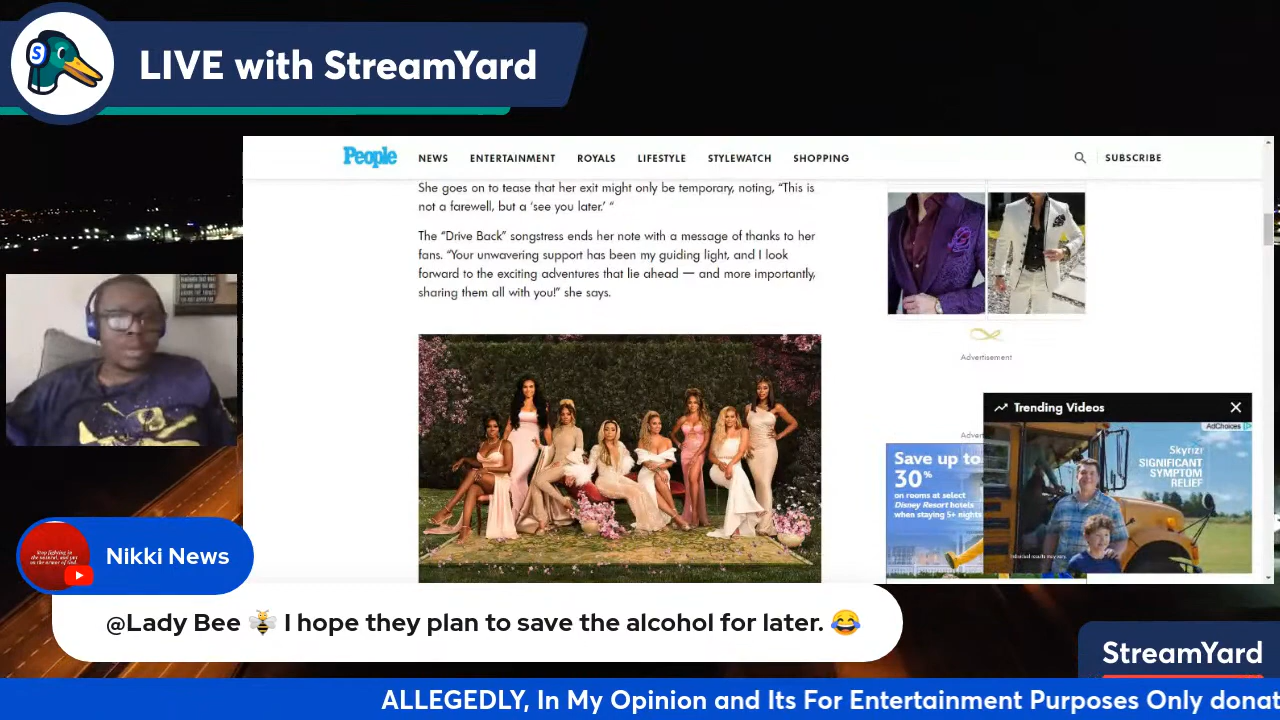 S
LIVE with StreamYard
People
NEWS ENTERTAINMENT ROYALS LIFESTYLE STYLEWATCH SHOPPING
SUBSCRIBE
She goes on to tease that her exit might only be temporary, noting, “This is
not a farewell, but a ‘see you later.’ “
The “Drive Back” songstress ends her note with a message of thanks to her
fans. “Your unwavering support has been my guiding light, and I look
forward to the exciting adventures that lie ahead — and more importantly,
sharing them all with you!” she says.
Advertisement
Trending Videos
AdChoices
Skyrizi
SIGNIFICANT
SYMPTOM
RELIEF
Save up to
30%
on rooms at select
Disney Resort hotels
when staying 5+ nights
Nikki News
@Lady Bee 🐝 I hope they plan to save the alcohol for later. 😂
StreamYard
ALLEGEDLY, In My Opinion and Its For Entertainment Purposes Only donat